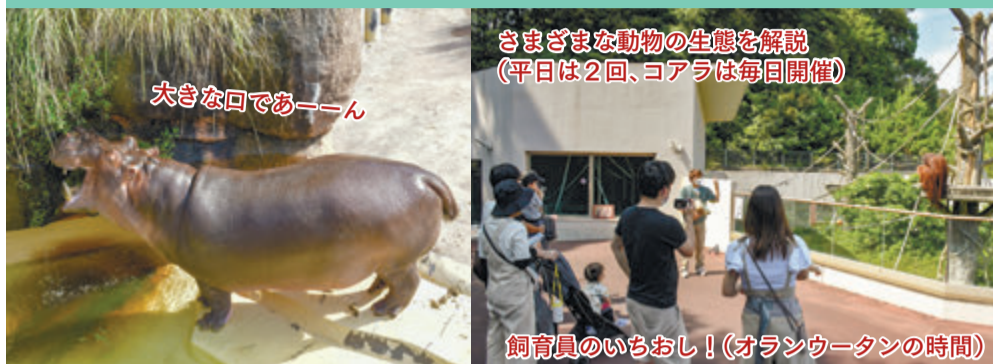 大きな口であーーん
さまざまな動物の生態を解説
（平日は２回、コアラは毎日開催）
飼育員のいちおし！（オランウータンの時間）